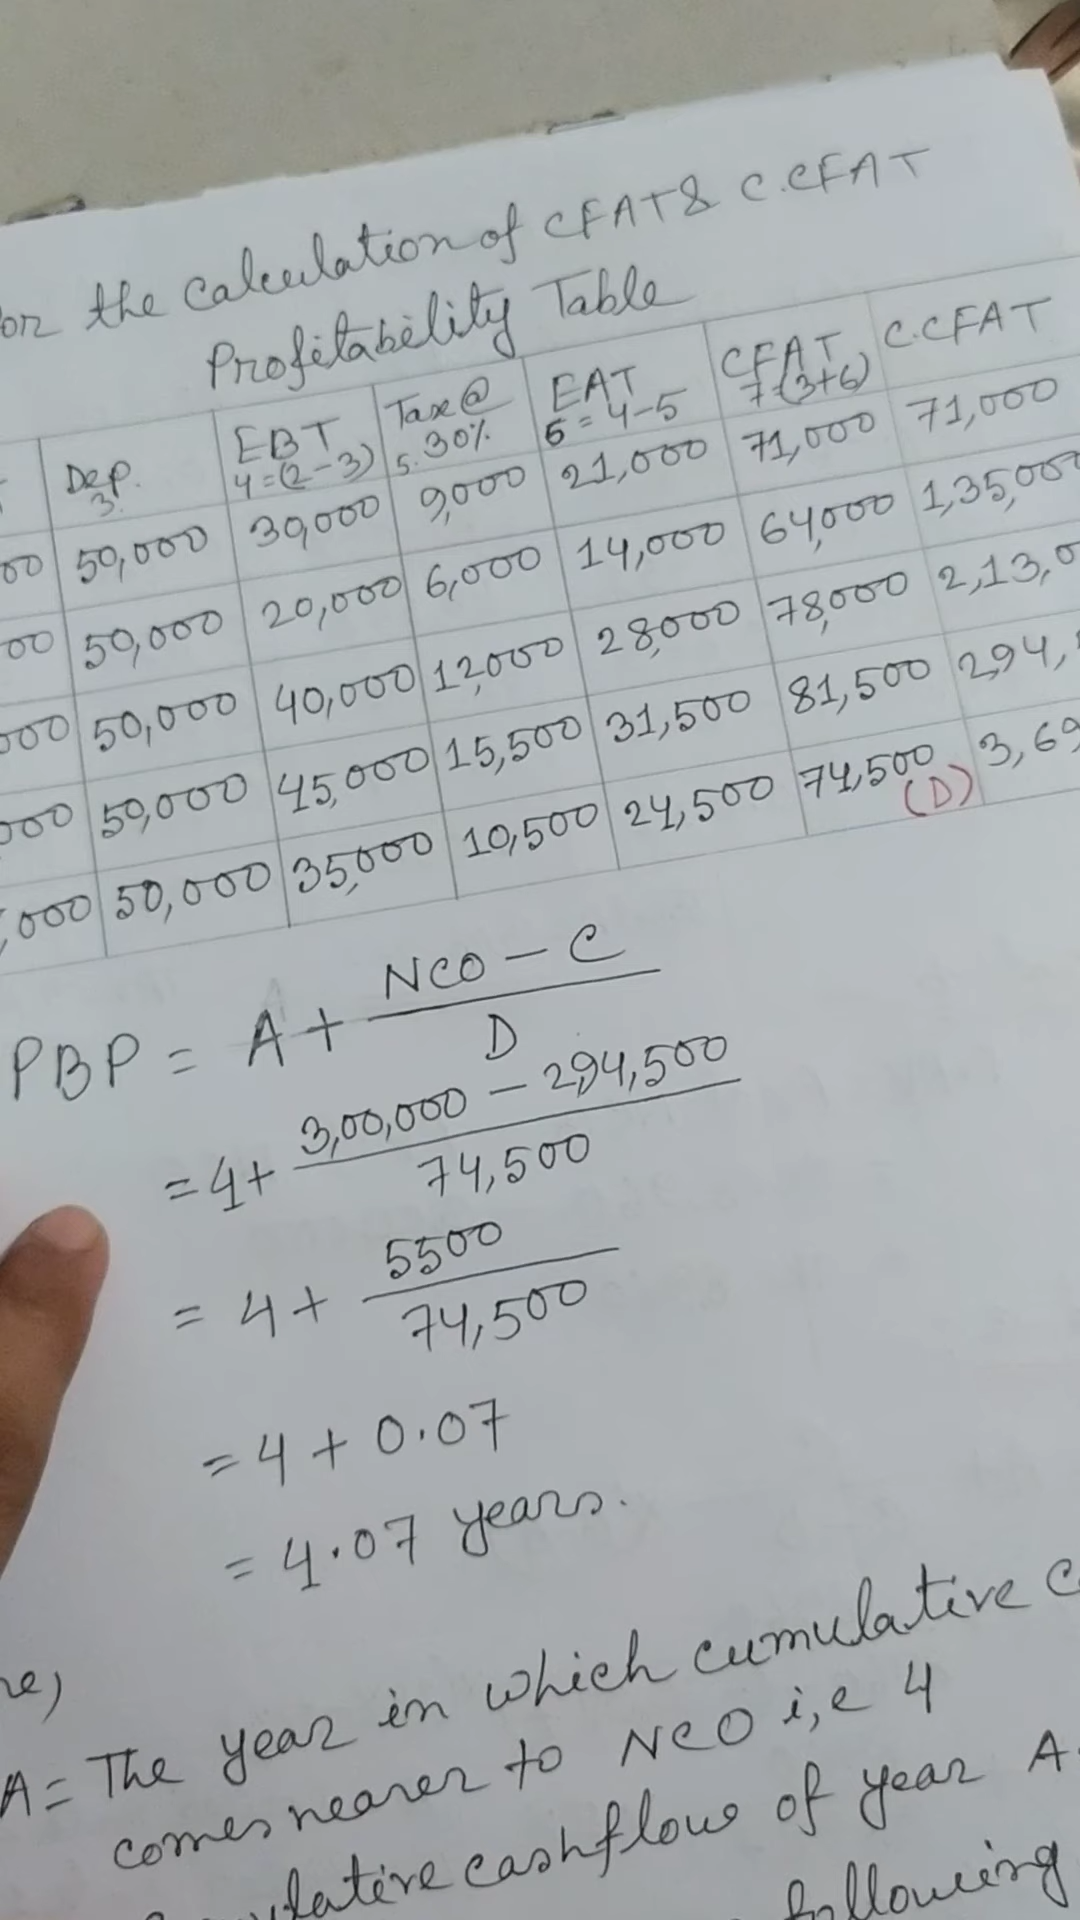 the Calculation of CFAT & C.CFAT
Profitability Table
Dep. 3. EBT 4=(2-3) Tax@ 5. 30% EAT 6=4-5 CFAT 7(3+6) C.CFAT
00 50,000 30,000 9,000 21,000 71,000 71,000
00 50,000 20,000 6,000 14,000 64,000 1,35,000
000 50,000 40,000 12,000 28,000 78,000 2,13,0
000 50,000 45,000 15,500 31,500 81,500 294,
,000 50,000 35,000 10,500 24,500 74,500 (D) 3,69
PBP = A + NCO - C / D
= 4 + 3,00,000 - 294,500 / 74,500
= 4 + 5500 / 74,500
= 4 + 0.07
= 4.07 years.
A = The year in which cumulative
comes nearer to NCO i,e 4
cashflow of year A
following